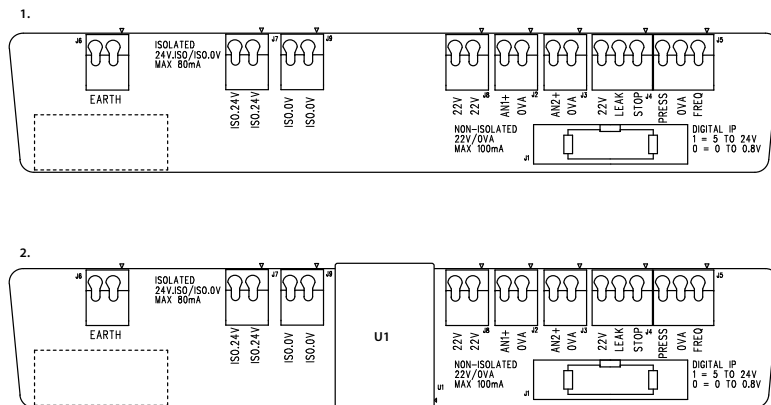 1.
J6
ISOLATED
24V.ISO/ISO.0V
MAX 80mA
J7
J9
J8
J2
J3
J4
J5
EARTH
ISO.24V
ISO.24V
ISO.0V
ISO.0V
22V
22V
AN1+
0VA
AN2+
0VA
22V
LEAK
STOP
PRESS
0VA
FREQ
NON-ISOLATED
22V/0VA
MAX 100mA
J1
DIGITAL IP
1 = 5 TO 24V
0 = 0 TO 0.8V
2.
J6
ISOLATED
24V.ISO/ISO.0V
MAX 80mA
J7
J9
U1
J8
J2
J3
J4
J5
EARTH
ISO.24V
ISO.24V
ISO.0V
ISO.0V
22V
22V
AN1+
0VA
AN2+
0VA
22V
LEAK
STOP
PRESS
0VA
FREQ
U1
NON-ISOLATED
22V/0VA
MAX 100mA
J1
DIGITAL IP
1 = 5 TO 24V
0 = 0 TO 0.8V